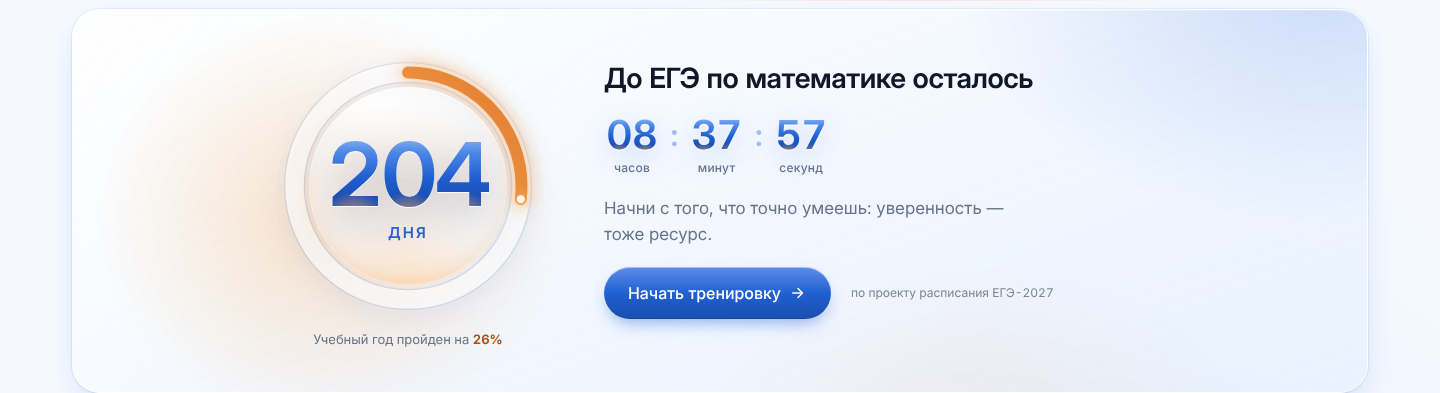 До ЕГЭ по математике осталось
204
ДНЯ
08 : 37 : 57
часов минут секунд
Начни с того, что точно умеешь: уверенность —
тоже ресурс.
Начать тренировку →
по проекту расписания ЕГЭ-2027
Учебный год пройден на 26%